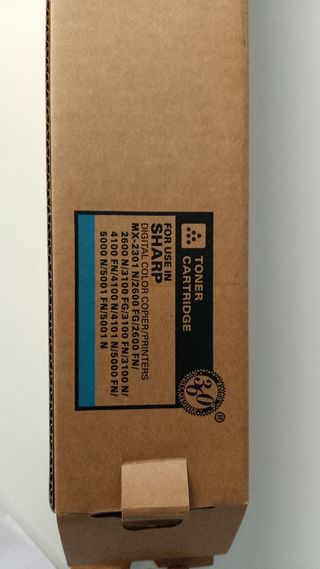 TONER
CARTRIDGE
360
®
FOR USE IN
SHARP
DIGITAL COLOR COPIER/PRINTERS
MX-2301 N/2600 FG/2600 FN/
2600 N/3100 FG/3100 FN/3100 N/
4100 FN/4100 N/4101 N/5000 FN/
5000 N/5001 FN/5001 N